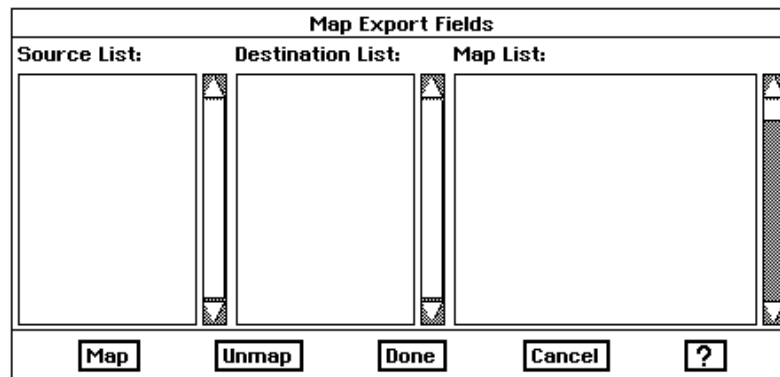 Map Export Fields
Source List: Destination List: Map List:
Map Unmap Done Cancel ?